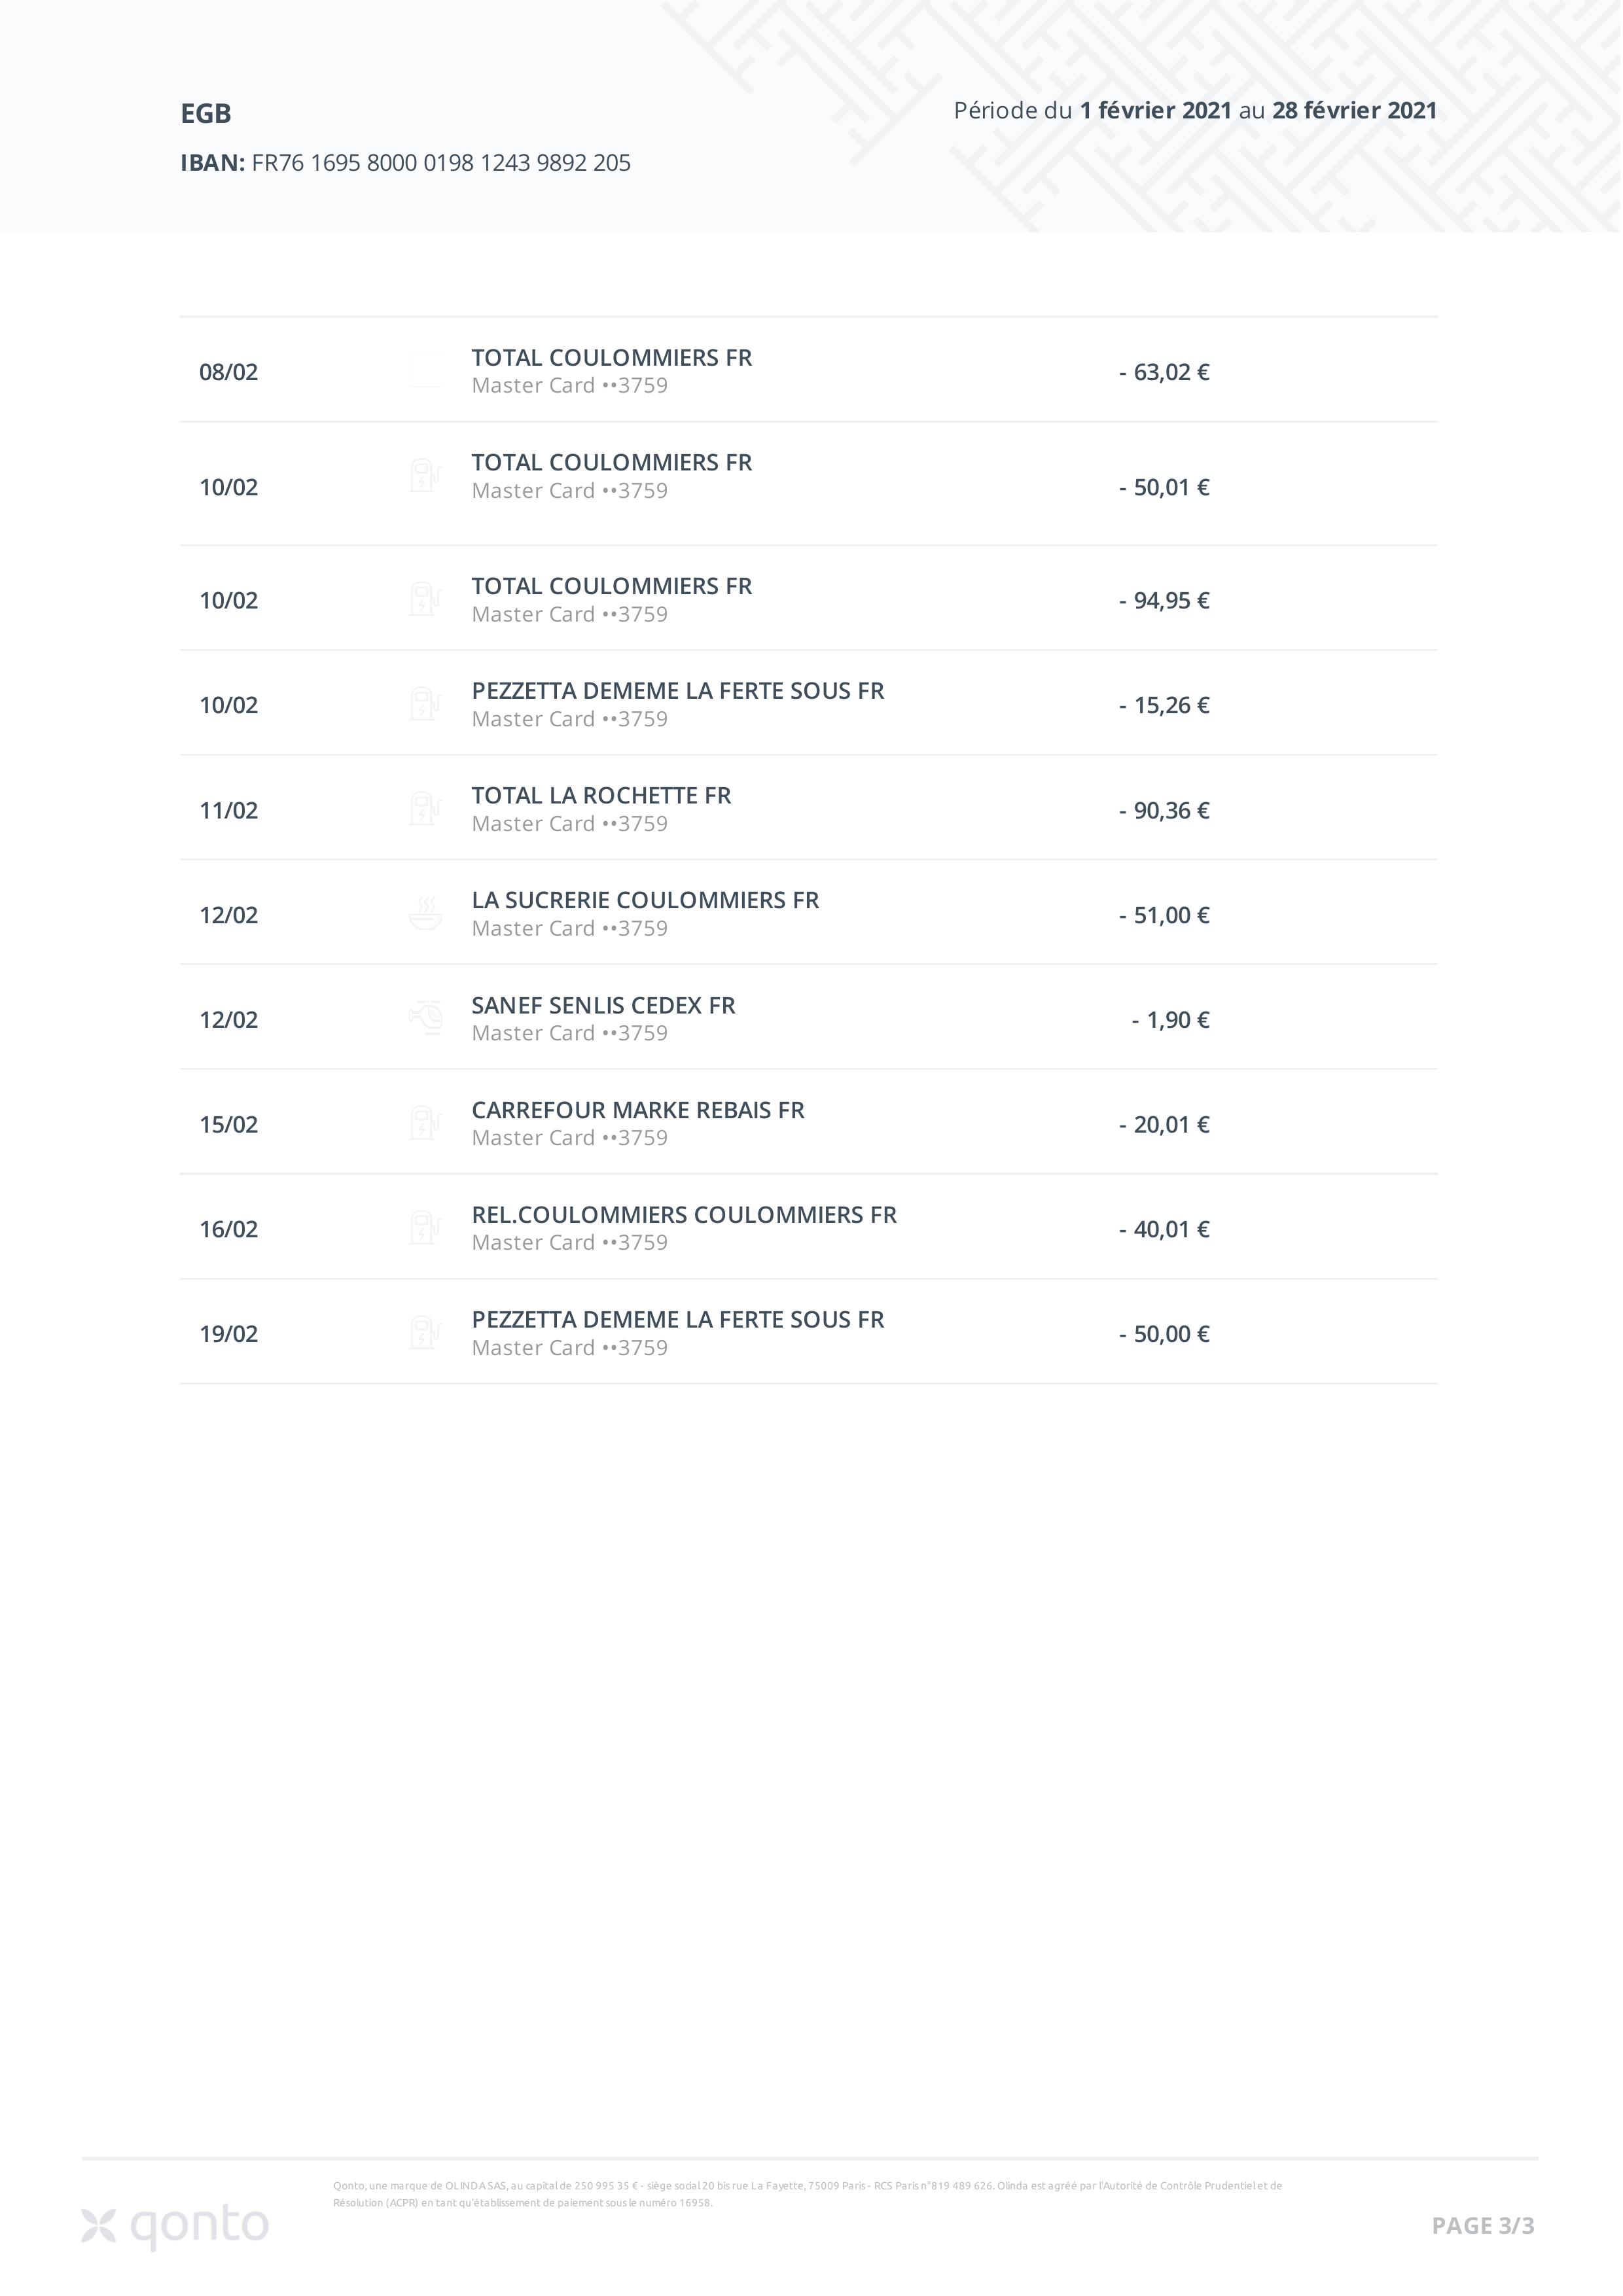 EGB
Période du 1 février 2021 au 28 février 2021
IBAN: FR76 1695 8000 0198 1243 9892 205
08/02 TOTAL COULOMMIERS FR - 63,02 €
Master Card ••3759
10/02 TOTAL COULOMMIERS FR - 50,01 €
Master Card ••3759
10/02 TOTAL COULOMMIERS FR - 94,95 €
Master Card ••3759
10/02 PEZZETTA DEMEME LA FERTE SOUS FR - 15,26 €
Master Card ••3759
11/02 TOTAL LA ROCHETTE FR - 90,36 €
Master Card ••3759
12/02 LA SUCRERIE COULOMMIERS FR - 51,00 €
Master Card ••3759
12/02 SANEF SENLIS CEDEX FR - 1,90 €
Master Card ••3759
15/02 CARREFOUR MARKE REBAIS FR - 20,01 €
Master Card ••3759
16/02 REL.COULOMMIERS COULOMMIERS FR - 40,01 €
Master Card ••3759
19/02 PEZZETTA DEMEME LA FERTE SOUS FR - 50,00 €
Master Card ••3759
Qonto, une marque de OLINDA SAS, au capital de 250 995 35 € - siège social 20 bis rue La Fayette, 75009 Paris - RCS Paris n°819 489 626. Olinda est agréé par l'Autorité de Contrôle Prudentiel et de
Résolution (ACPR) en tant qu'établissement de paiement sous le numéro 16958.
qonto
PAGE 3/3